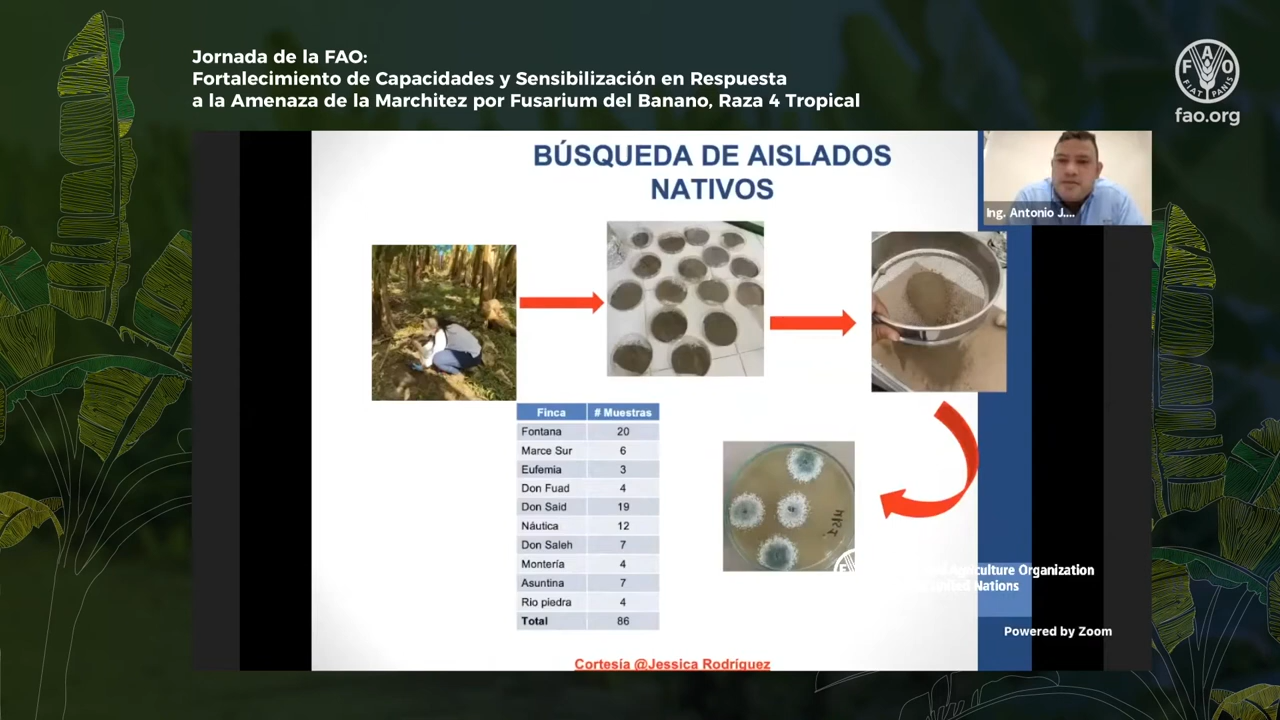 Jornada de la FAO:
Fortalecimiento de Capacidades y Sensibilización en Respuesta
a la Amenaza de la Marchitez por Fusarium del Banano, Raza 4 Tropical
FAO
FIAT PANIS
fao.org
BÚSQUEDA DE AISLADOS
NATIVOS
Ing. Antonio J....
Finca # Muestras
Fontana 20
Marce Sur 6
Eufemia 3
Don Fuad 4
Don Said 19
Náutica 12
Don Saleh 7
Montería 4
Asuntina 7
Rio piedra 4
Total 86
Agriculture Organization
Nations
Powered by Zoom
Cortesía @Jessica Rodríguez